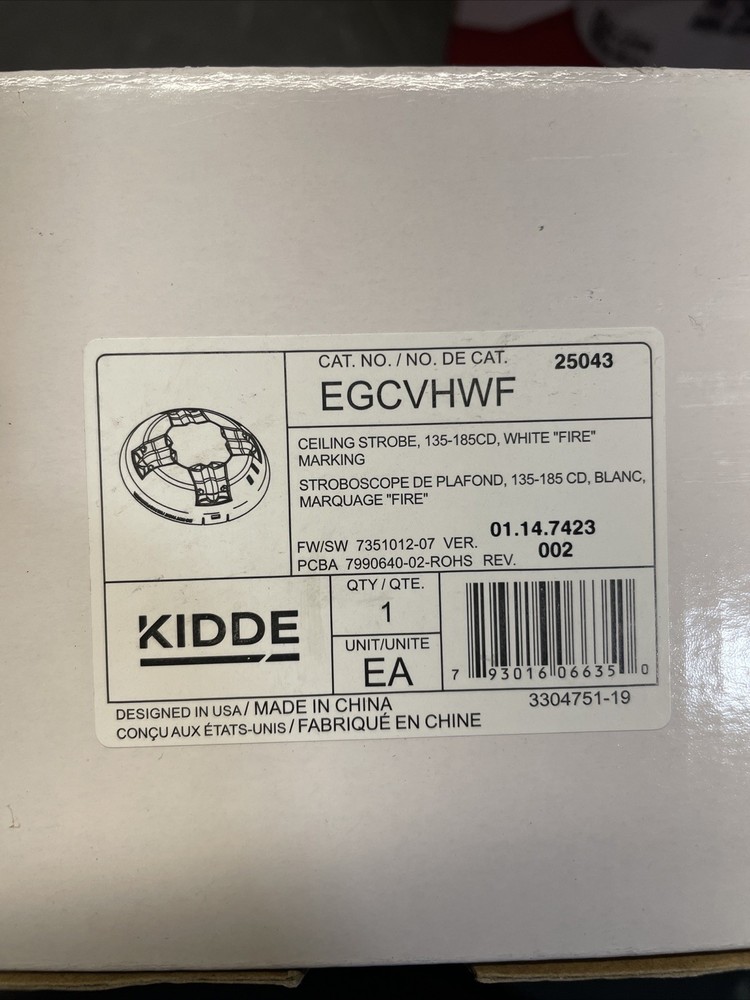 CAT. NO. / NO. DE CAT. 25043
EGCVHWF
CEILING STROBE, 135-185CD, WHITE "FIRE"
MARKING
STROBOSCOPE DE PLAFOND, 135-185 CD, BLANC,
MARQUAGE "FIRE"
FW/SW 7351012-07 VER. 01.14.7423
PCBA 7990640-02-ROHS REV. 002
KIDDE
QTY / QTE.
1
UNIT/UNITE
EA
7 93016 06635 0
DESIGNED IN USA / MADE IN CHINA
CONÇU AUX ÉTATS-UNIS / FABRIQUÉ EN CHINE
3304751-19